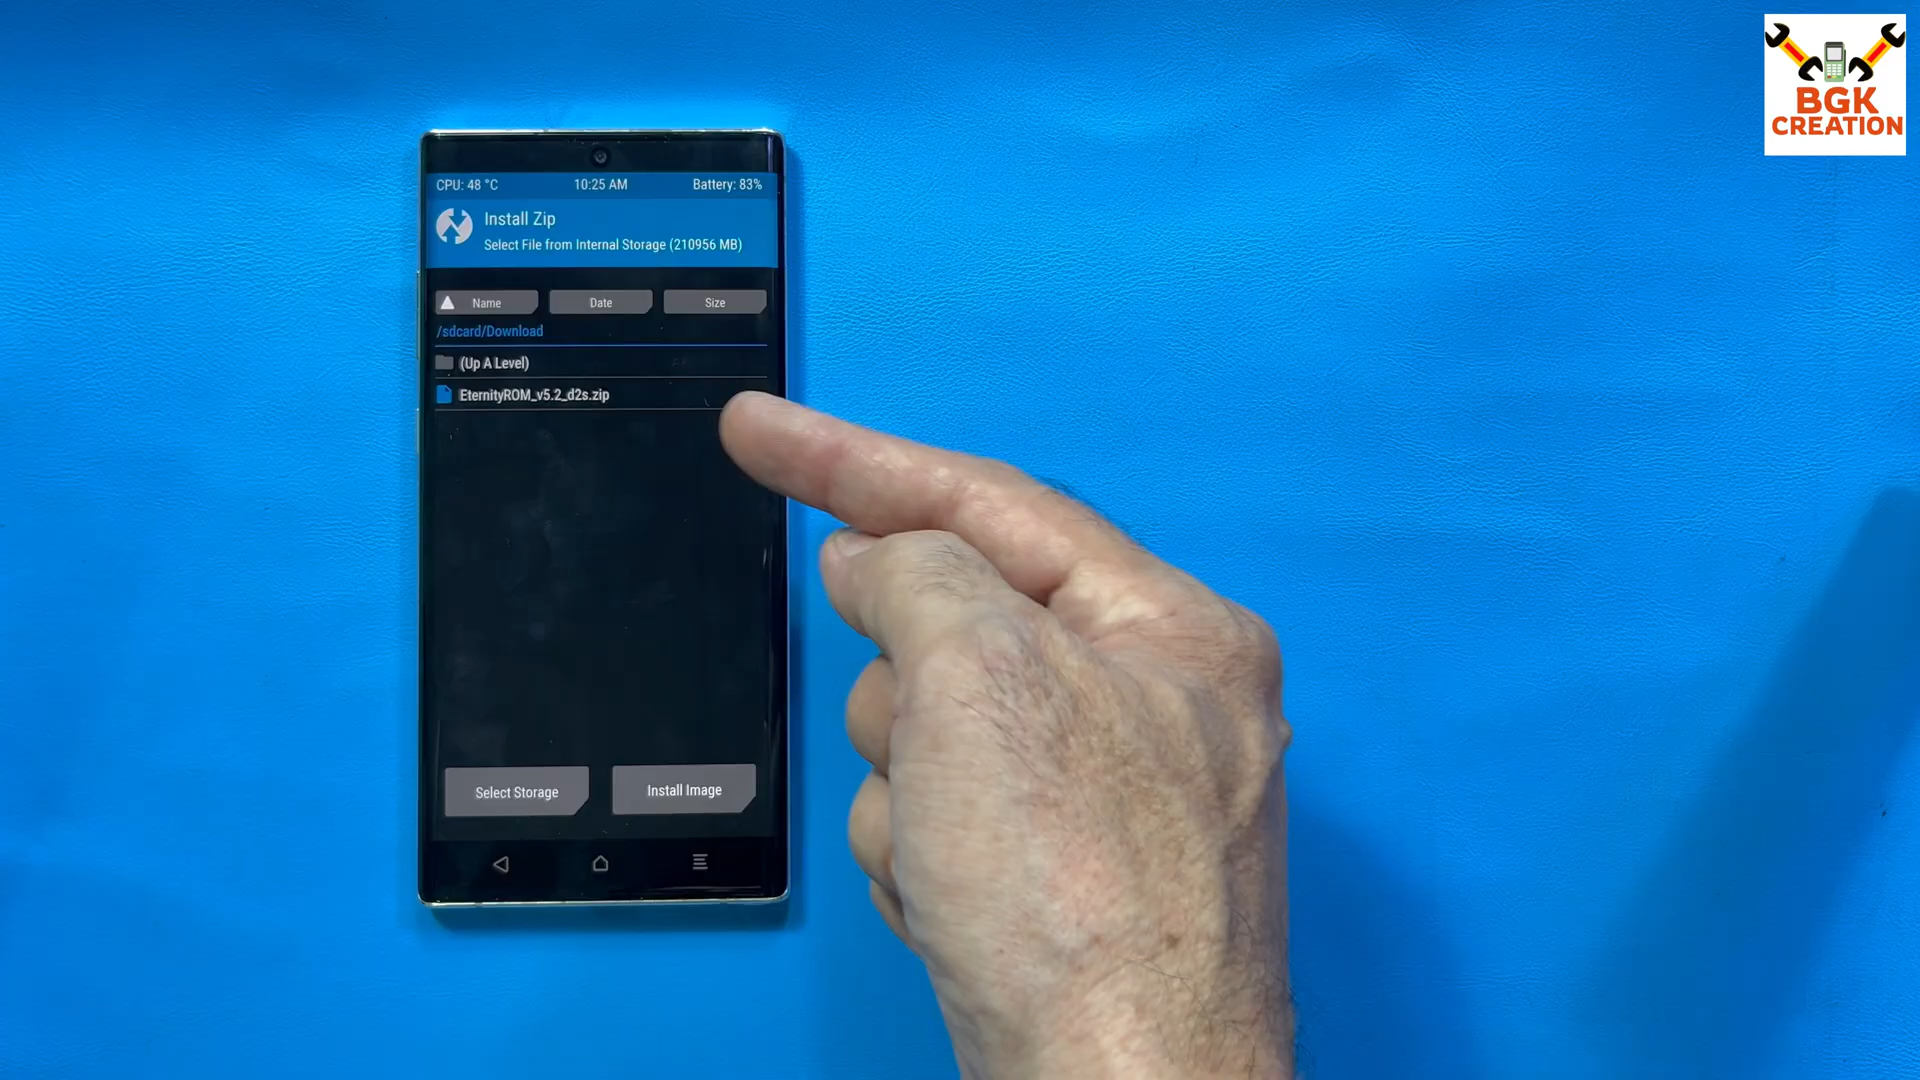 BGK
CREATION
CPU: 48 °C 10:25 AM Battery: 83%
Install Zip
Select File from Internal Storage (210956 MB)
Name Date Size
/sdcard/Download
(Up A Level)
EternityROM_v5.2_d2s.zip
Select Storage Install Image